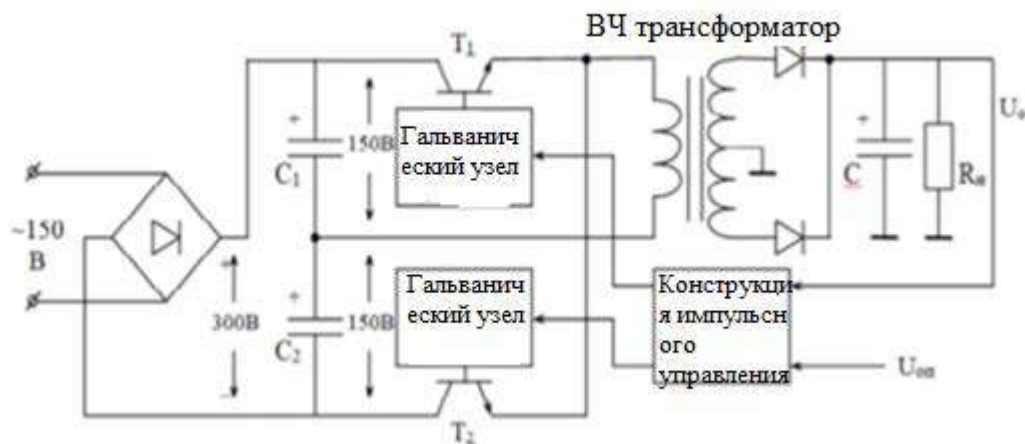 ВЧ трансформатор
T₁
Гальванич
еский узел
+
150В
C₁
~150
В
+
300В
-
+
150В
C₂
Гальванич
еский узел
T₂
+
C
Rн
Конструкци
я импульсн
ого
управления
Uоп